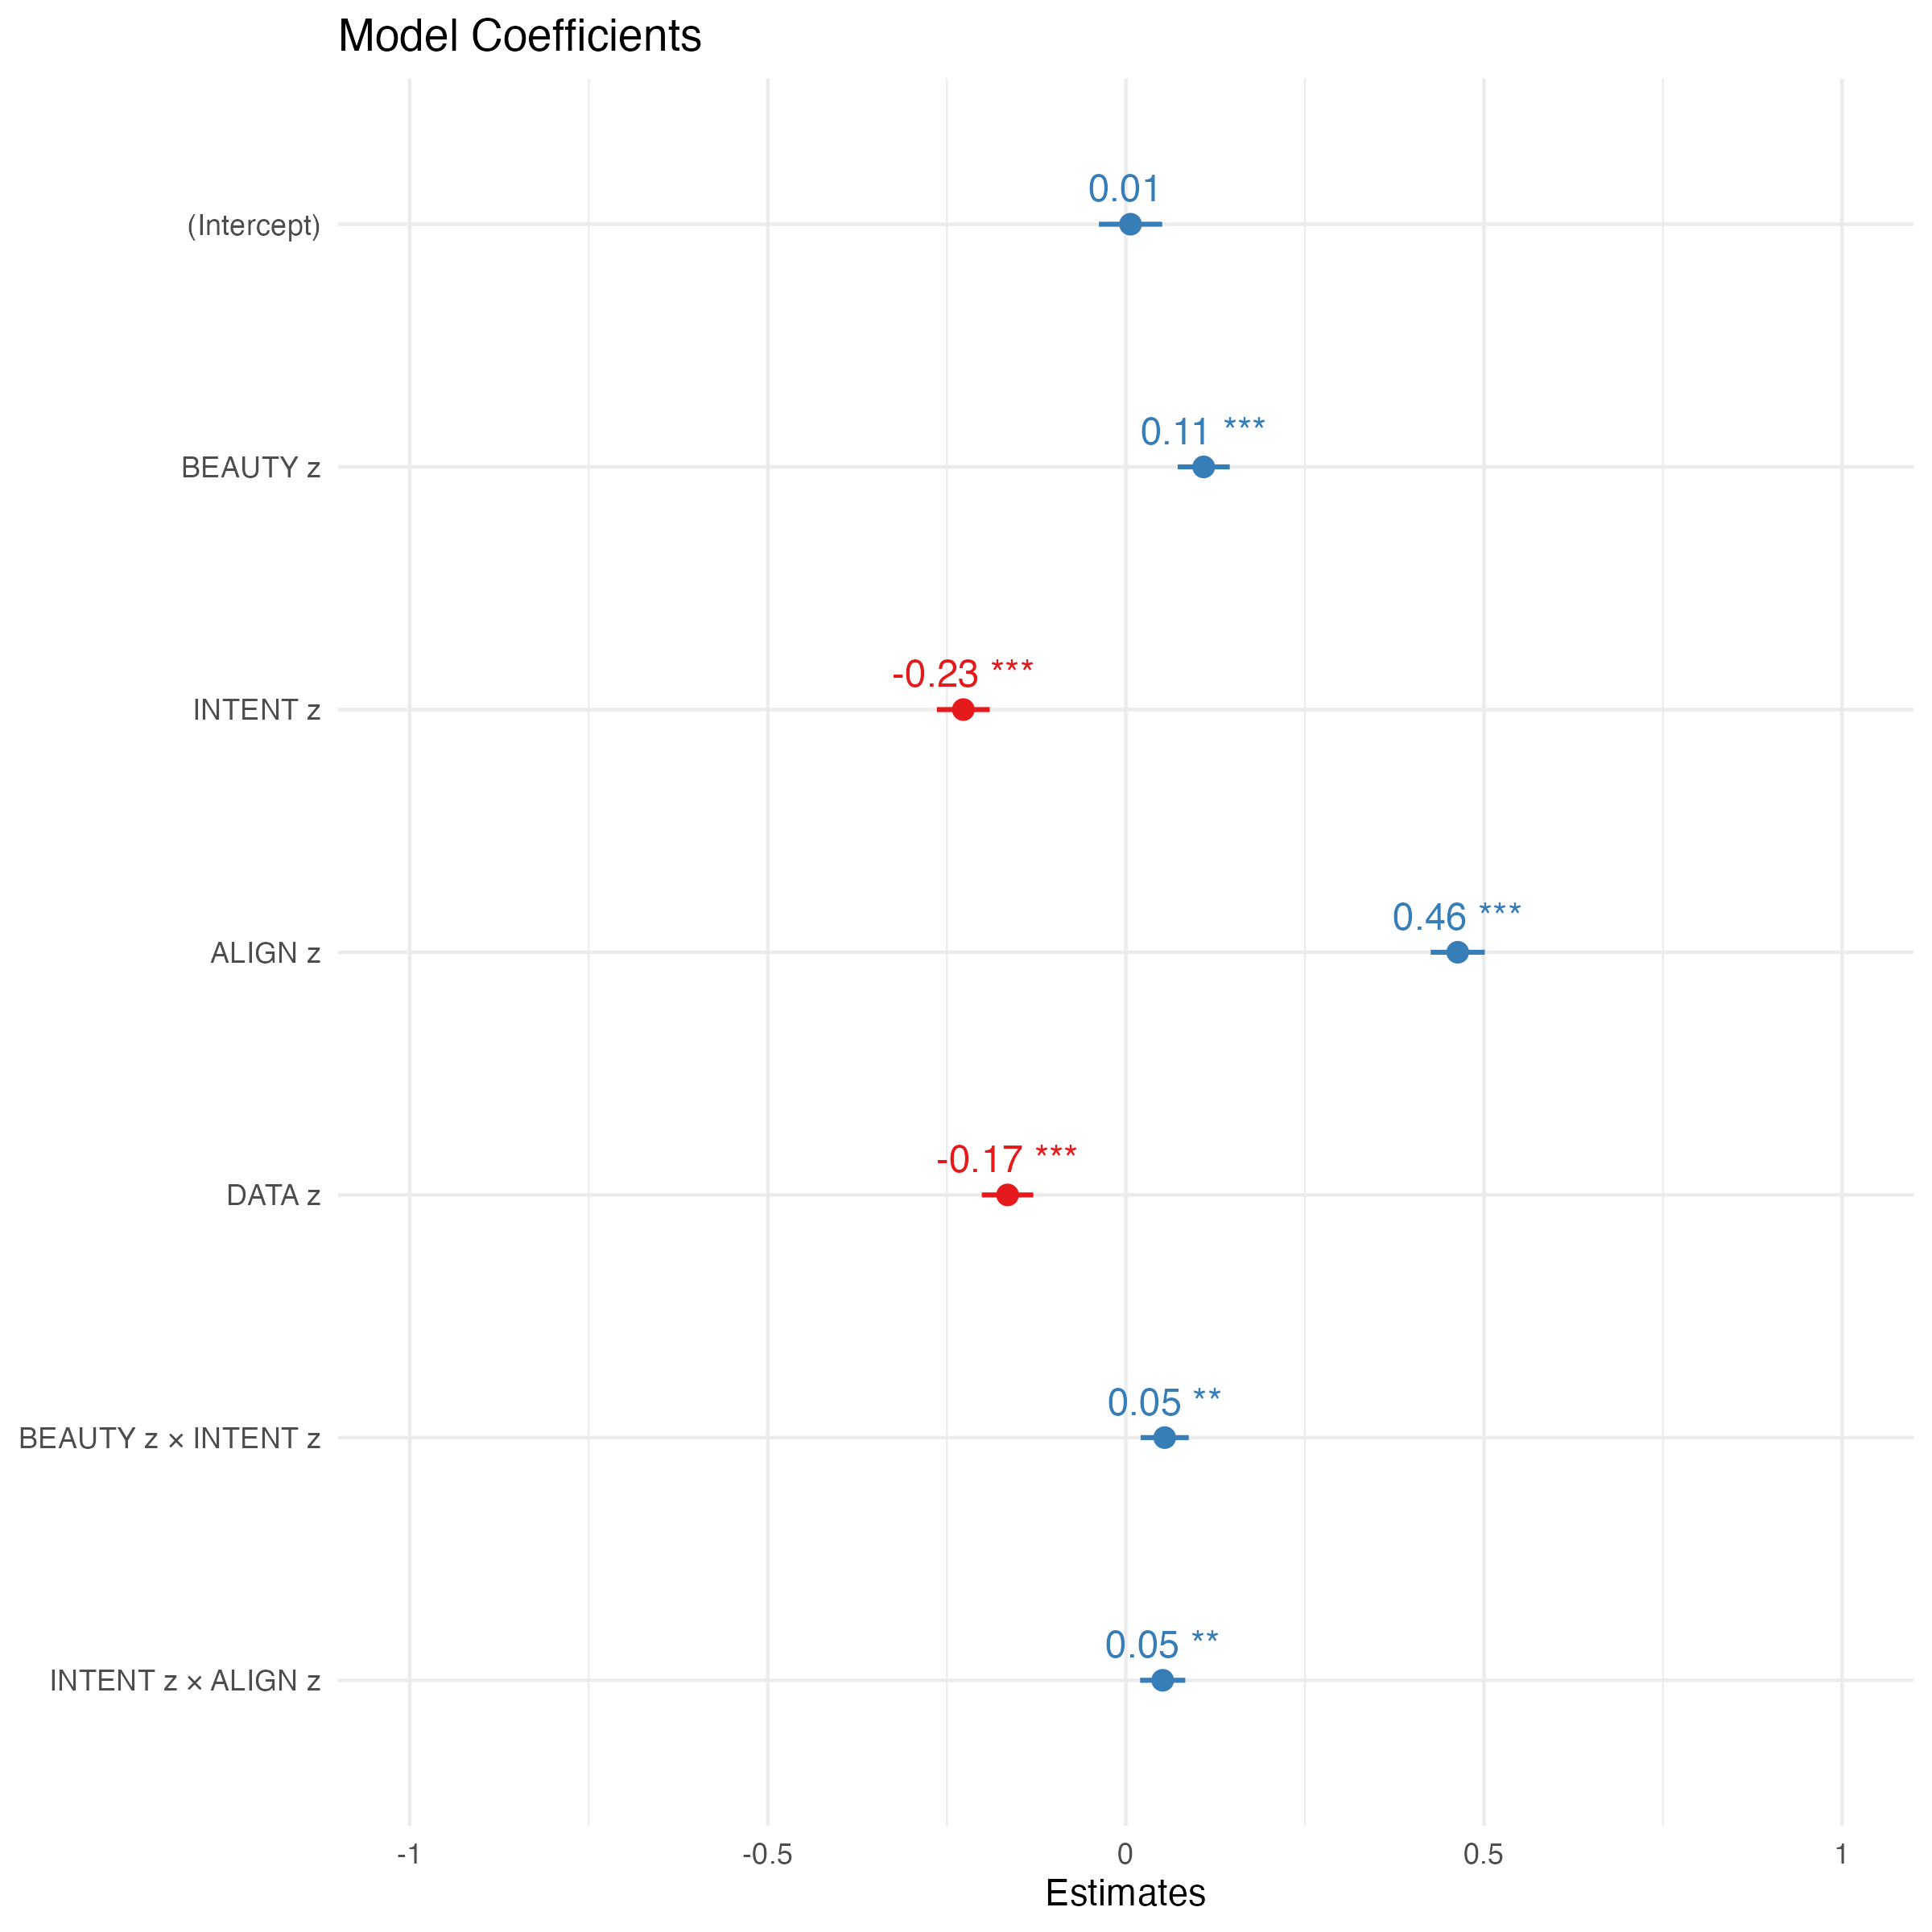 Model Coefficients
(Intercept)
0.01
BEAUTY z
0.11 ***
INTENT z
-0.23 ***
ALIGN z
0.46 ***
DATA z
-0.17 ***
BEAUTY z × INTENT z
0.05 **
INTENT z × ALIGN z
0.05 **
-1 -0.5 0 0.5 1
Estimates